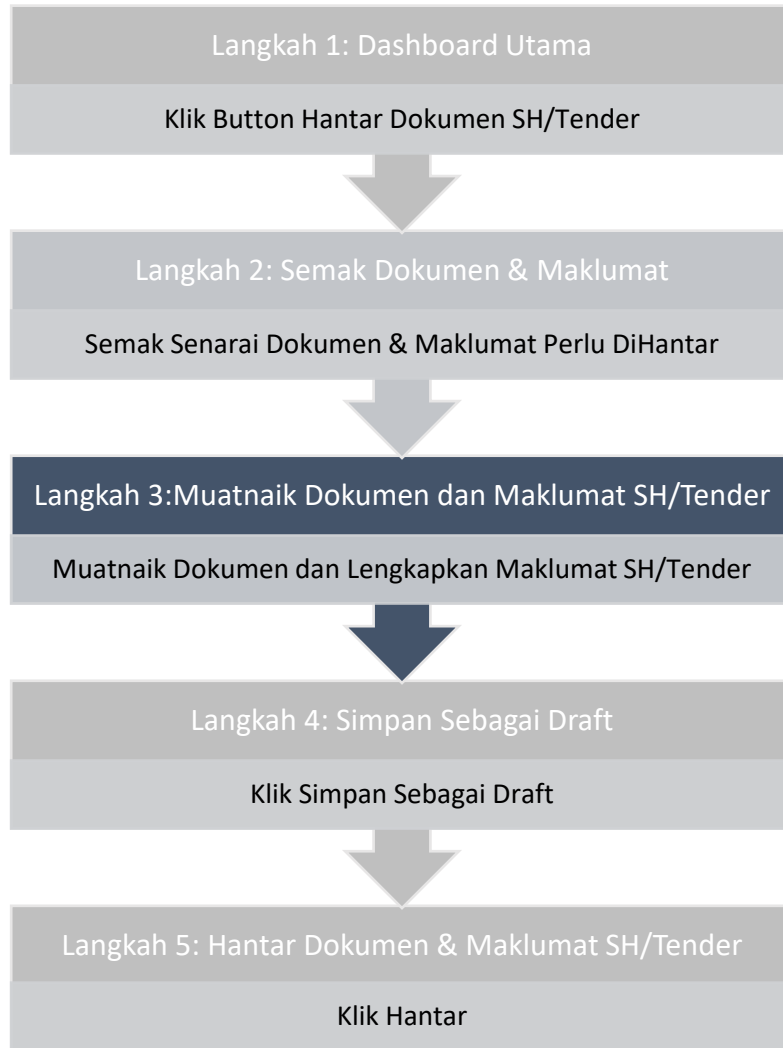 Langkah 1: Dashboard Utama
Klik Button Hantar Dokumen SH/Tender
Langkah 2: Semak Dokumen & Maklumat
Semak Senarai Dokumen & Maklumat Perlu DiHantar
Langkah 3:Muatnaik Dokumen dan Maklumat SH/Tender
Muatnaik Dokumen dan Lengkapkan Maklumat SH/Tender
Langkah 4: Simpan Sebagai Draft
Klik Simpan Sebagai Draft
Langkah 5: Hantar Dokumen & Maklumat SH/Tender
Klik Hantar